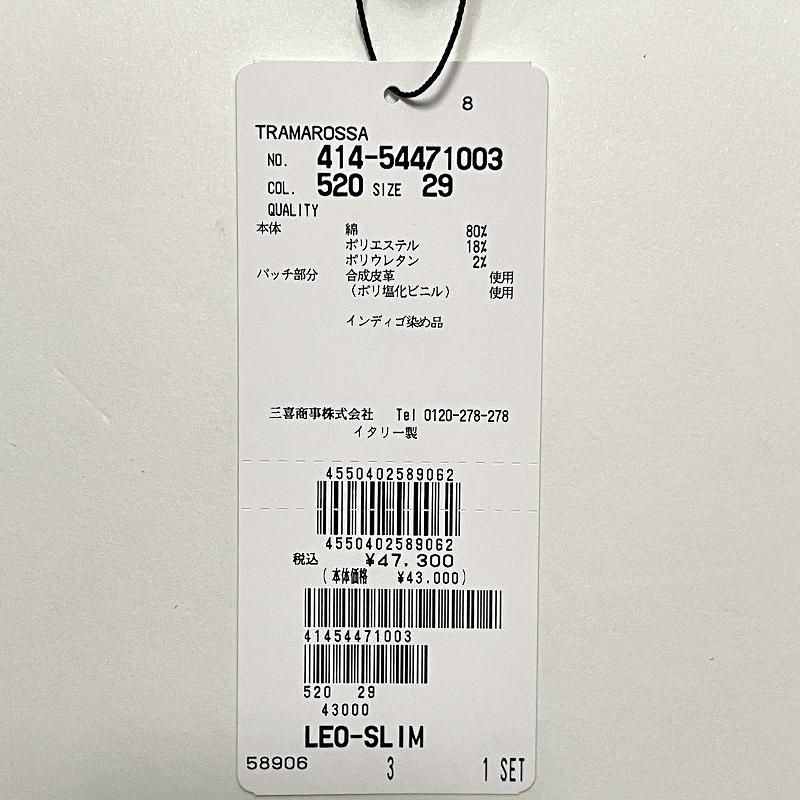 8
TRAMAROSSA
NO. 414-54471003
COL. 520 SIZE 29
QUALITY
本体 綿 80%
ポリエステル 18%
ポリウレタン 2%
パッチ部分 合成皮革 使用
（ポリ塩化ビニル） 使用
インディゴ染め品
三喜商事株式会社 Tel 0120-278-278
イタリー製
4550402589062
4550402589062
税込 ¥47,300
(本体価格 ¥43,000)
41454471003
520 29
43000
LEO-SLIM
58906 3 1 SET